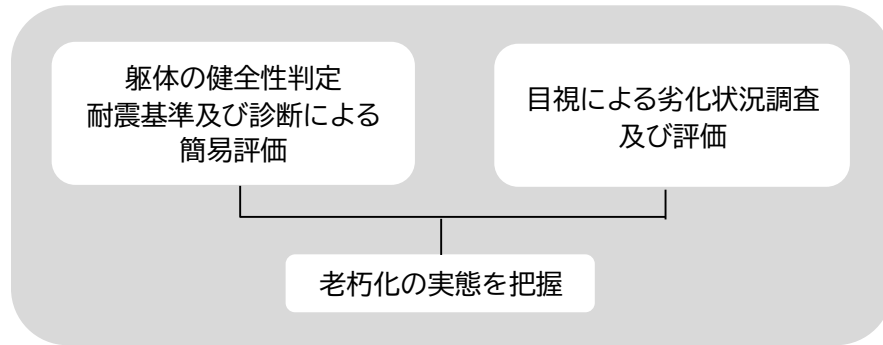 躯体の健全性判定
耐震基準及び診断による
簡易評価
目視による劣化状況調査
及び評価
老朽化の実態を把握